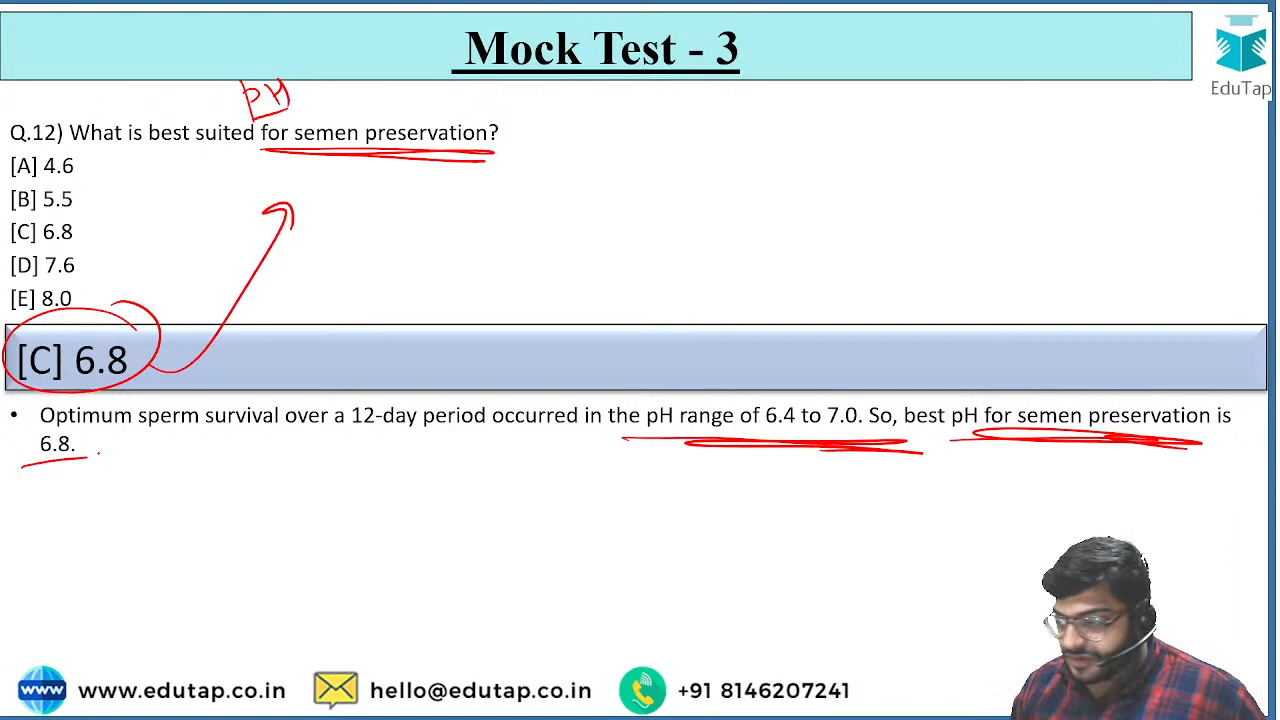 Mock Test - 3
EduTap
pH
Q.12) What is best suited for semen preservation?
[A] 4.6
[B] 5.5
[C] 6.8
[D] 7.6
[E] 8.0
[C] 6.8
• Optimum sperm survival over a 12-day period occurred in the pH range of 6.4 to 7.0. So, best pH for semen preservation is
6.8.
www www.edutap.co.in hello@edutap.co.in +91 8146207241